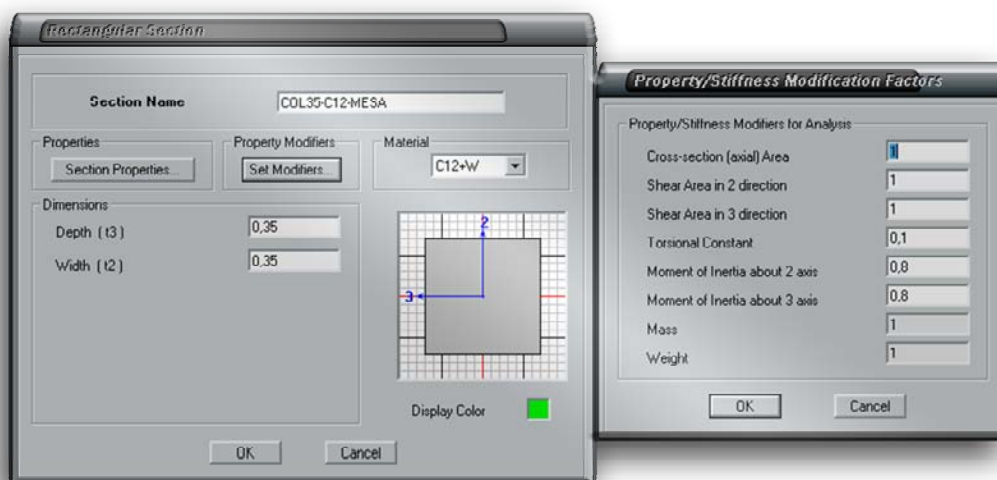 Rectangular Section
Section Name
COL35-C12-MESA
Properties
Section Properties...
Property Modifiers
Set Modifiers...
Material
C12+W
Dimensions
Depth ( t3 )
0,35
Width ( t2 )
0,35
2
3
Display Color
OK
Cancel
Property/Stiffness Modification Factors
Property/Stiffness Modifiers for Analysis
Cross-section (axial) Area
1
Shear Area in 2 direction
1
Shear Area in 3 direction
1
Torsional Constant
0,1
Moment of Inertia about 2 axis
0,8
Moment of Inertia about 3 axis
0,8
Mass
1
Weight
1
OK
Cancel